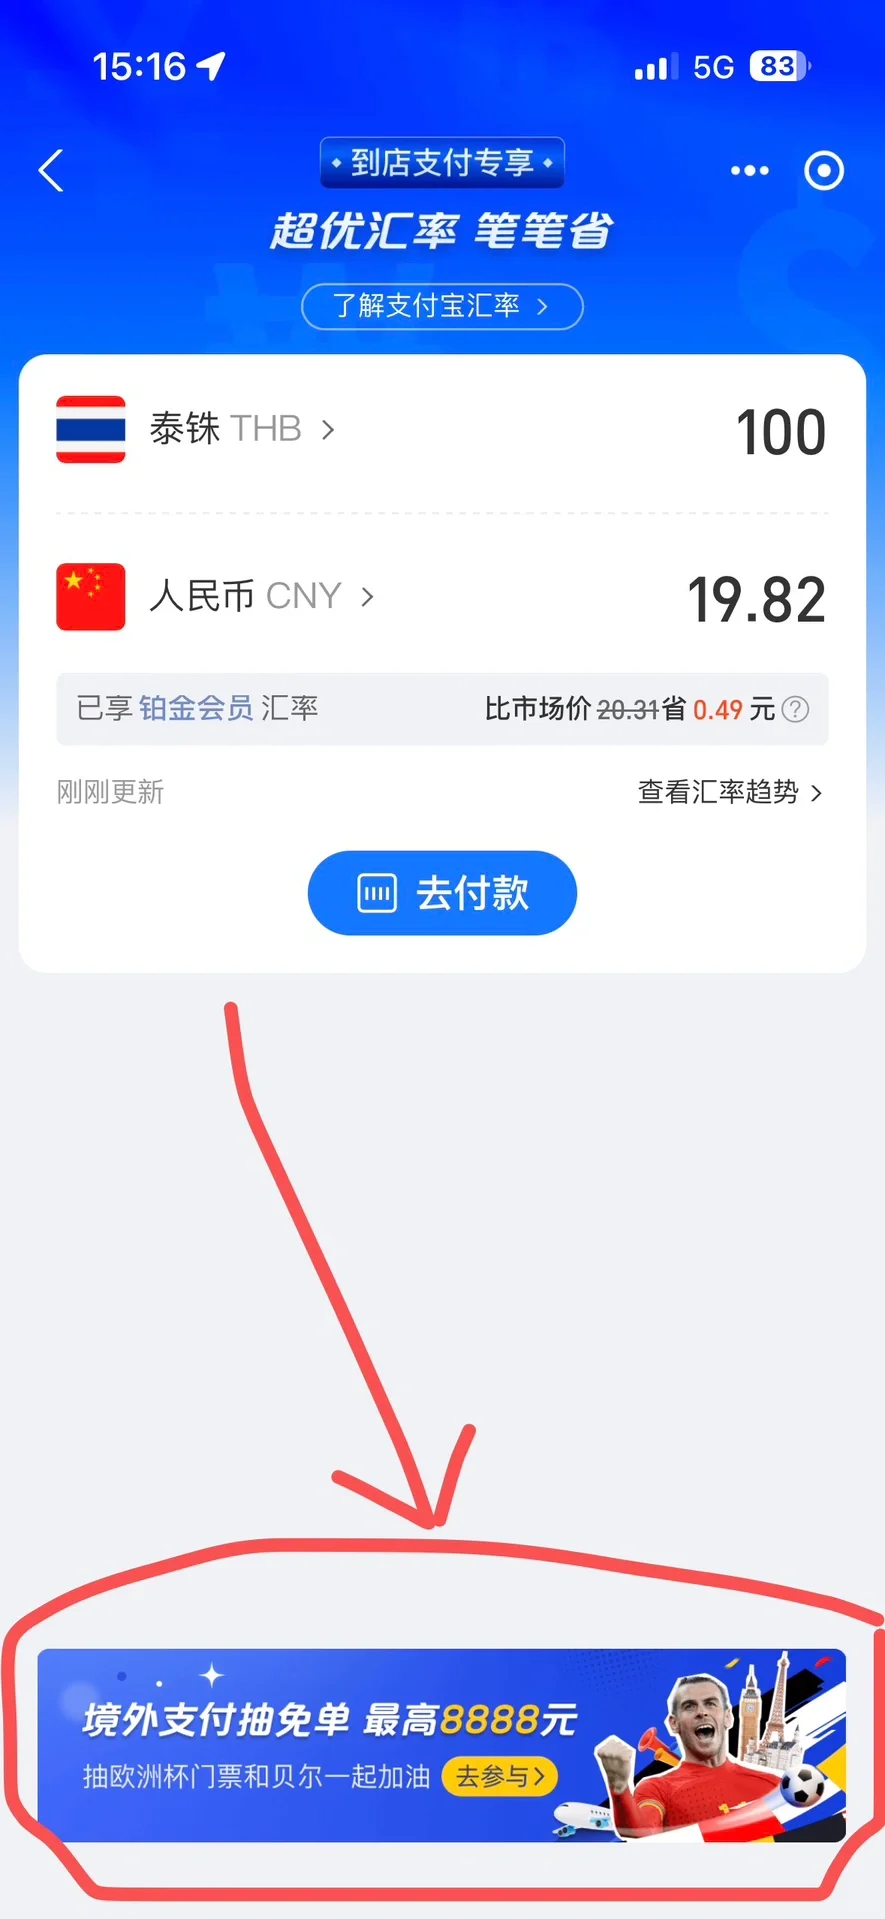 15:16
5G
83
到店支付专享
超优汇率 笔笔省
了解支付宝汇率
泰铢 THB
100
人民币 CNY
19.82
已享 铂金会员 汇率
比市场价 20.31省 0.49 元
刚刚更新
查看汇率趋势
去付款
境外支付抽免单 最高8888元
抽欧洲杯门票和贝尔一起加油
去参与